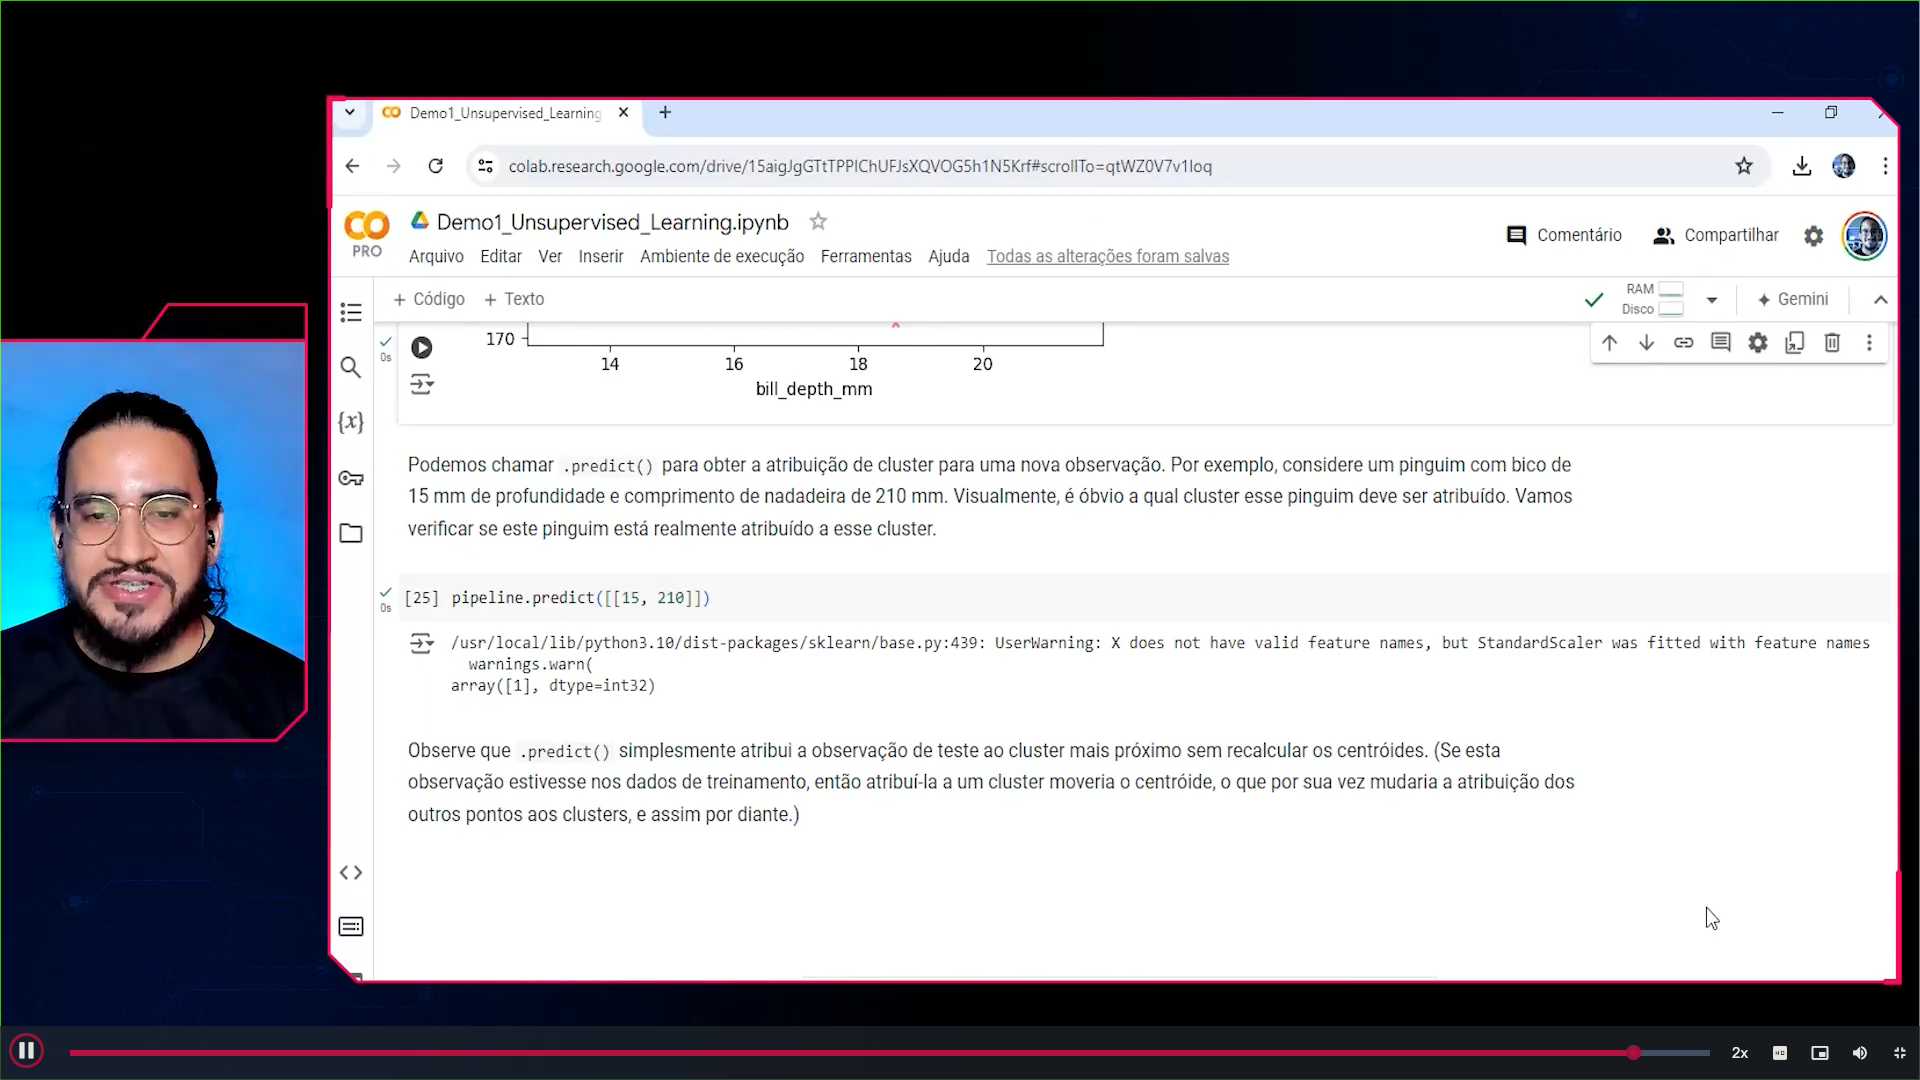 Demo1_Unsupervised_Learning
colab.research.google.com/drive/15aigJgGTtTPPIChUFJsXQVOG5h1N5Krf#scrollTo=qtWZ0V7v1Ioq
CO
PRO
Demo1_Unsupervised_Learning.ipynb
Comentário
Compartilhar
Arquivo Editar Ver Inserir Ambiente de execução Ferramentas Ajuda Todas as alterações foram salvas
+ Código + Texto
RAM
Disco
Gemini
0s
170
14 16 18 20
bill_depth_mm
{x}
Podemos chamar .predict() para obter a atribuição de cluster para uma nova observação. Por exemplo, considere um pinguim com bico de
15 mm de profundidade e comprimento de nadadeira de 210 mm. Visualmente, é óbvio a qual cluster esse pinguim deve ser atribuído. Vamos
verificar se este pinguim está realmente atribuído a esse cluster.
0s
[25] pipeline.predict([[15, 210]])
/usr/local/lib/python3.10/dist-packages/sklearn/base.py:439: UserWarning: X does not have valid feature names, but StandardScaler was fitted with feature names
warnings.warn(
array([1], dtype=int32)
Observe que .predict() simplesmente atribui a observação de teste ao cluster mais próximo sem recalcular os centróides. (Se esta
observação estivesse nos dados de treinamento, então atribuí-la a um cluster moveria o centróide, o que por sua vez mudaria a atribuição dos
outros pontos aos clusters, e assim por diante.)
2x
HD